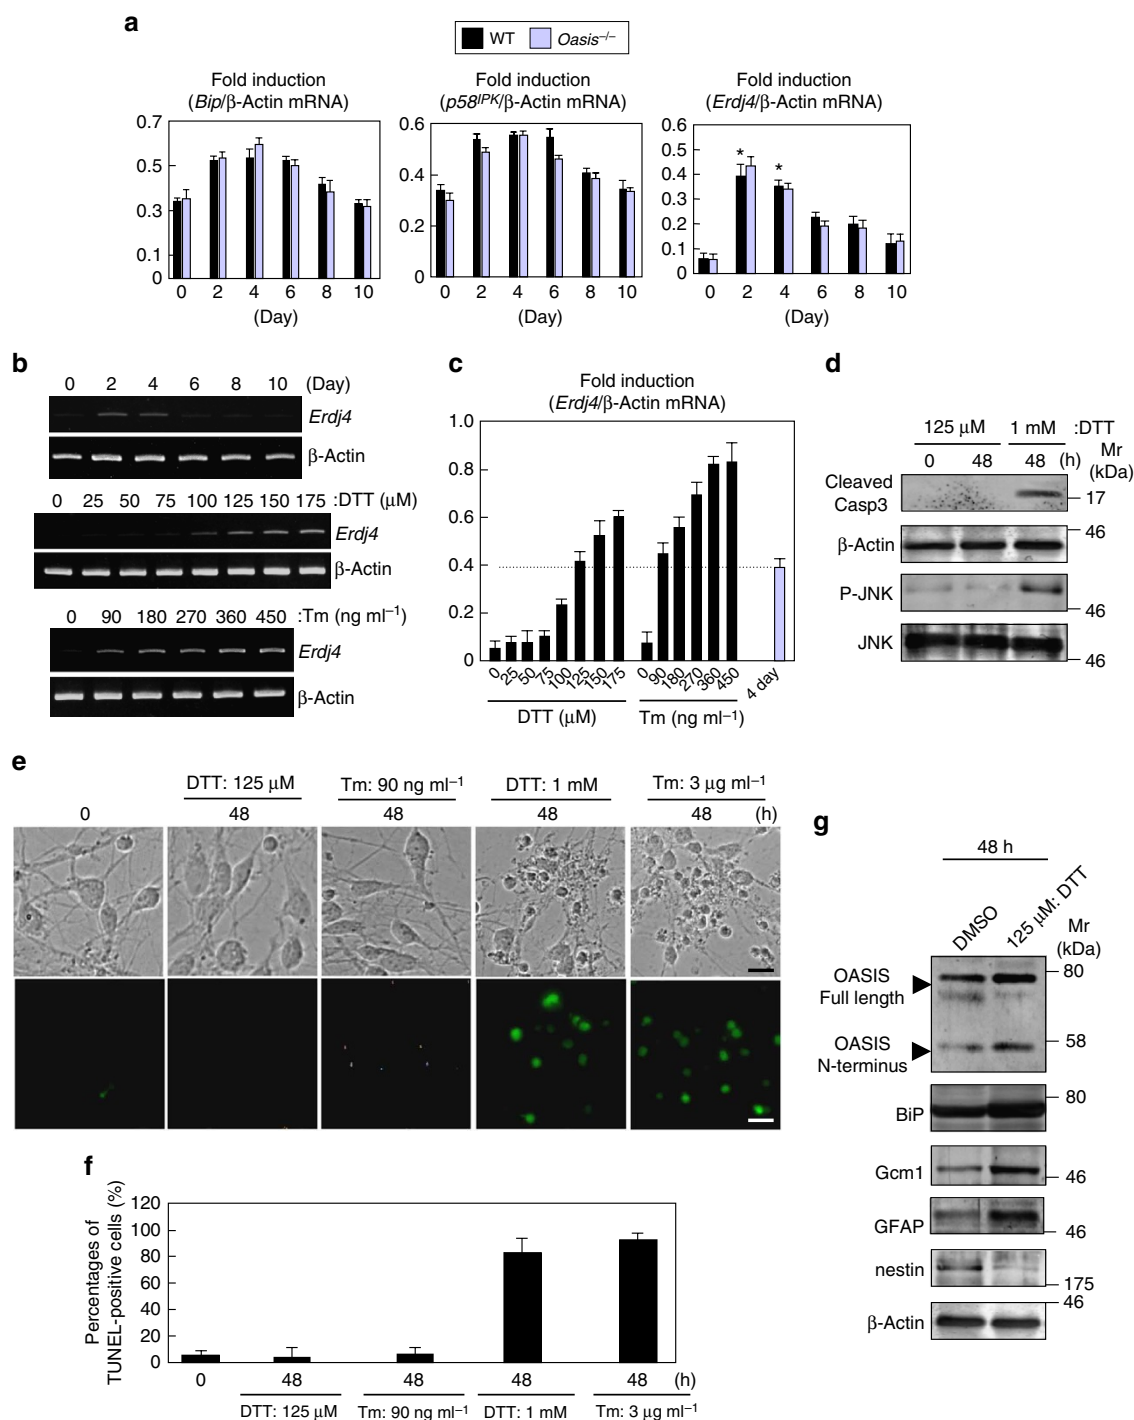 a
WT Oasis–/–
Fold induction
(Bip/β-Actin mRNA)
0.7
0.5
0.3
0.1
0
0 2 4 6 8 10
(Day)
Fold induction
(p58IPK/β-Actin mRNA)
0.6
0.4
0.2
0
0 2 4 6 8 10
(Day)
Fold induction
(Erdj4/β-Actin mRNA)
0.6
0.5
0.4
0.3
0.2
0.1
0
* *
0 2 4 6 8 10
(Day)
b
0 2 4 6 8 10 (Day)
Erdj4
β-Actin
0 25 50 75 100 125 150 175 :DTT (μM)
Erdj4
β-Actin
0 90 180 270 360 450 :Tm (ng ml–1)
Erdj4
β-Actin
c
Fold induction
(Erdj4/β-Actin mRNA)
1.0
0.8
0.6
0.4
0.2
0
0 25 50 75 100 125 150 175 0 90 180 270 360 450 4 day
DTT (μM) Tm (ng ml–1)
d
125 μM 1 mM :DTT
0 48 48 (h) Mr
(kDa)
Cleaved
Casp3
17
46
β-Actin
P-JNK
46
JNK
46
e
DTT: 125 μM Tm: 90 ng ml–1 DTT: 1 mM Tm: 3 μg ml–1
0 48 48 48 48 (h)
f
Percentages of
TUNEL-positive cells (%)
120
100
80
60
40
20
0
0 48 48 48 48 (h)
DTT: 125 μM Tm: 90 ng ml–1 DTT: 1 mM Tm: 3 μg ml–1
g
48 h
DMSO 125 μM: DTT
Mr
(kDa)
80
OASIS
Full length
58
OASIS
N-terminus
80
BiP
Gcm1
46
GFAP
46
nestin
175
46
β-Actin